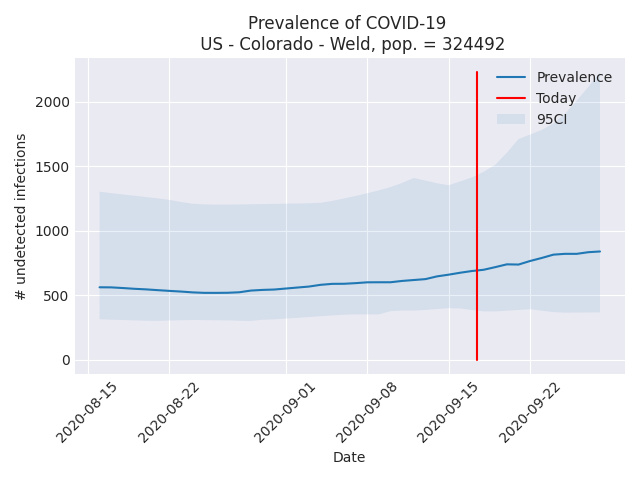 Prevalence of COVID-19
US - Colorado - Weld, pop. = 324492
Prevalence
Today
95CI
2000
1500
1000
500
0
# undetected infections
2020-08-15
2020-08-22
2020-09-01
2020-09-08
2020-09-15
2020-09-22
Date